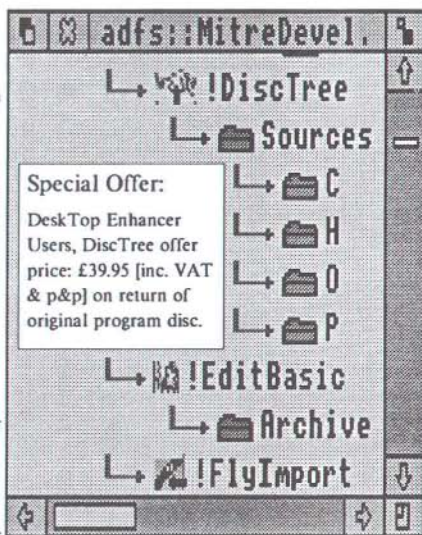 adfs::MitreDevel.
!DiscTree
Sources
Special Offer:
DeskTop Enhancer
Users, DiscTree offer
price: £39.95 [inc. VAT
& p&p] on return of
original program disc.
C
H
O
P
!EditBasic
Archive
!FlyImport